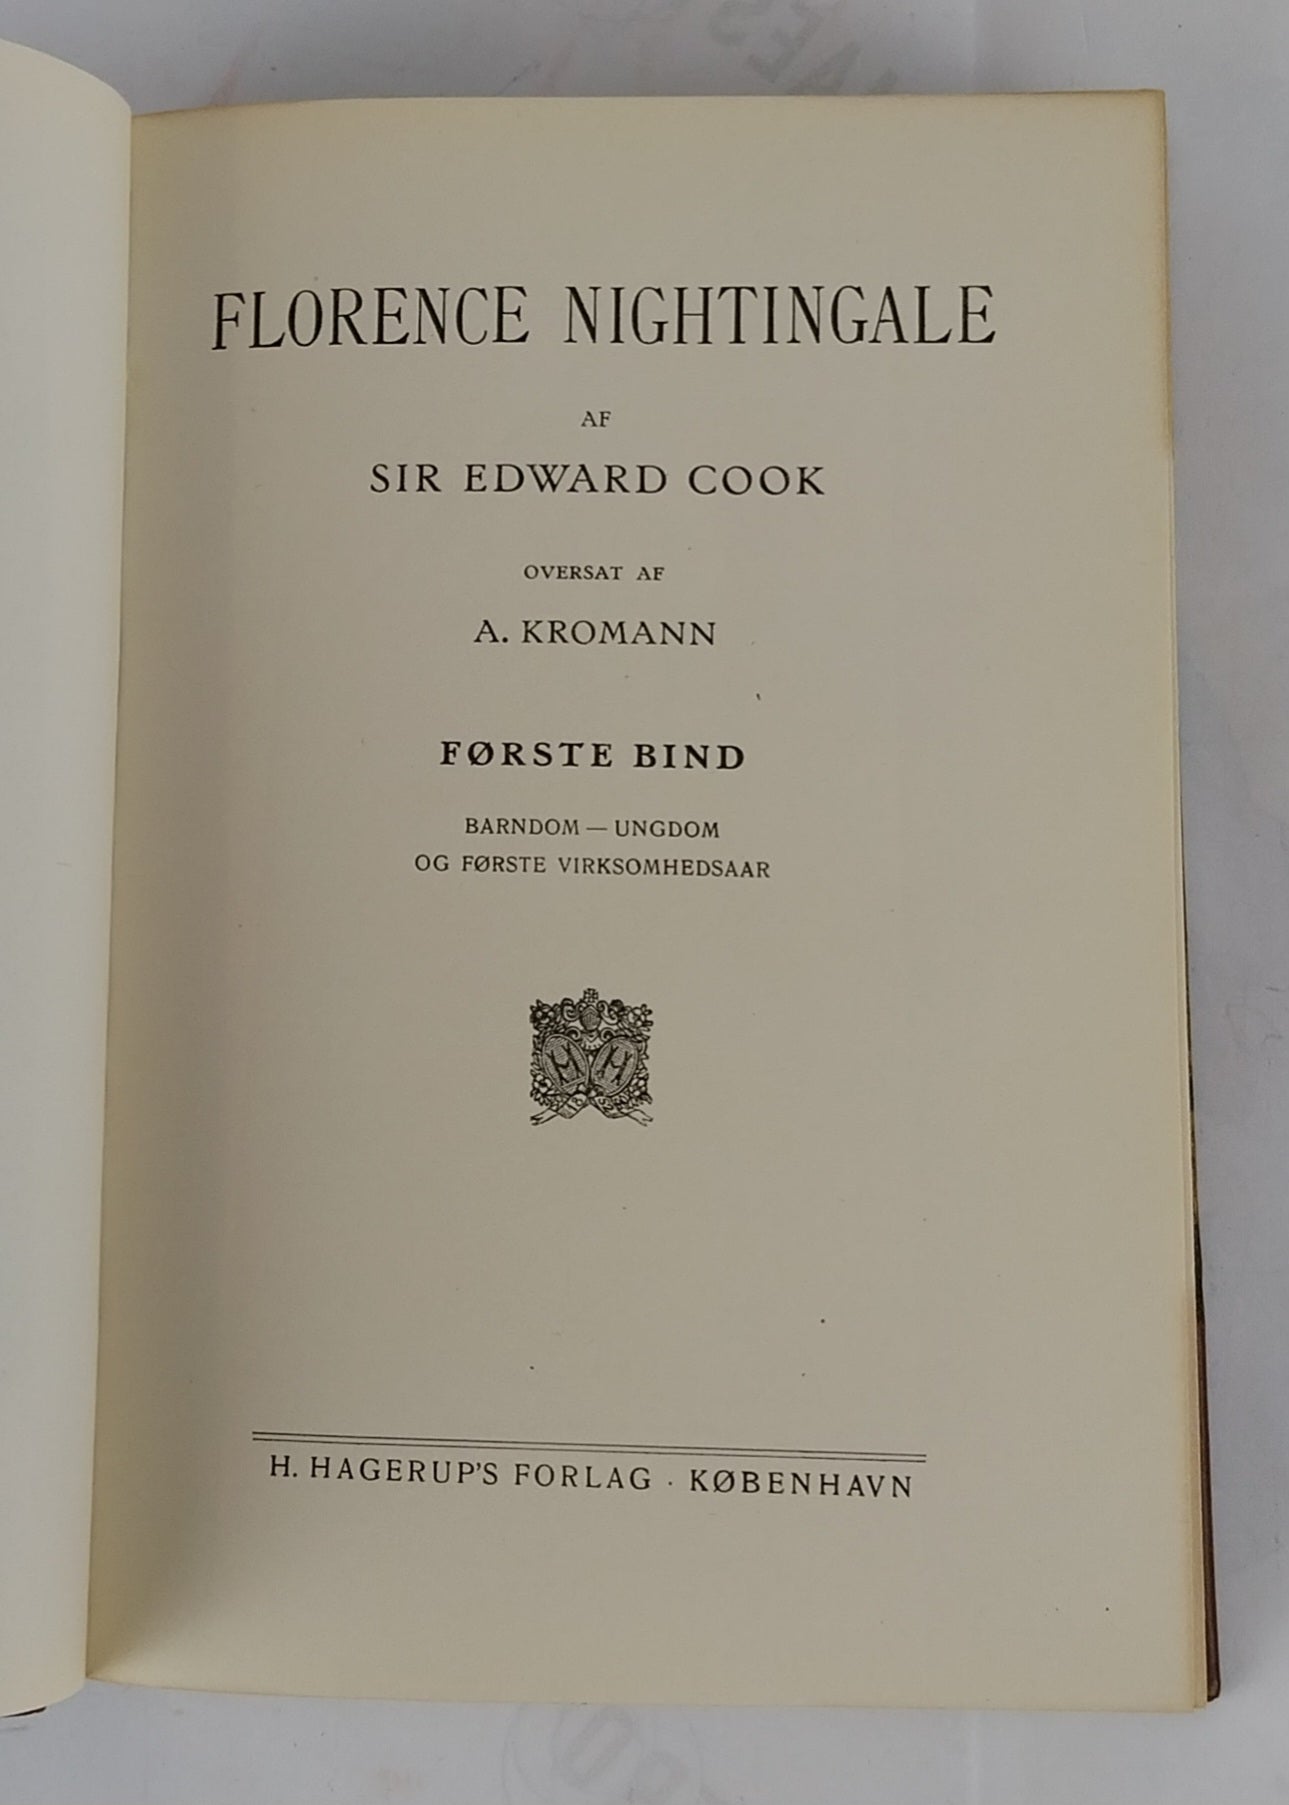 FLORENCE NIGHTINGALE
AF
SIR EDWARD COOK
OVERSAT AF
A. KROMANN
FØRSTE BIND
BARNDOM — UNGDOM
OG FØRSTE VIRKSOMHEDSAAR
H H
H. HAGERUP'S FORLAG · KØBENHAVN